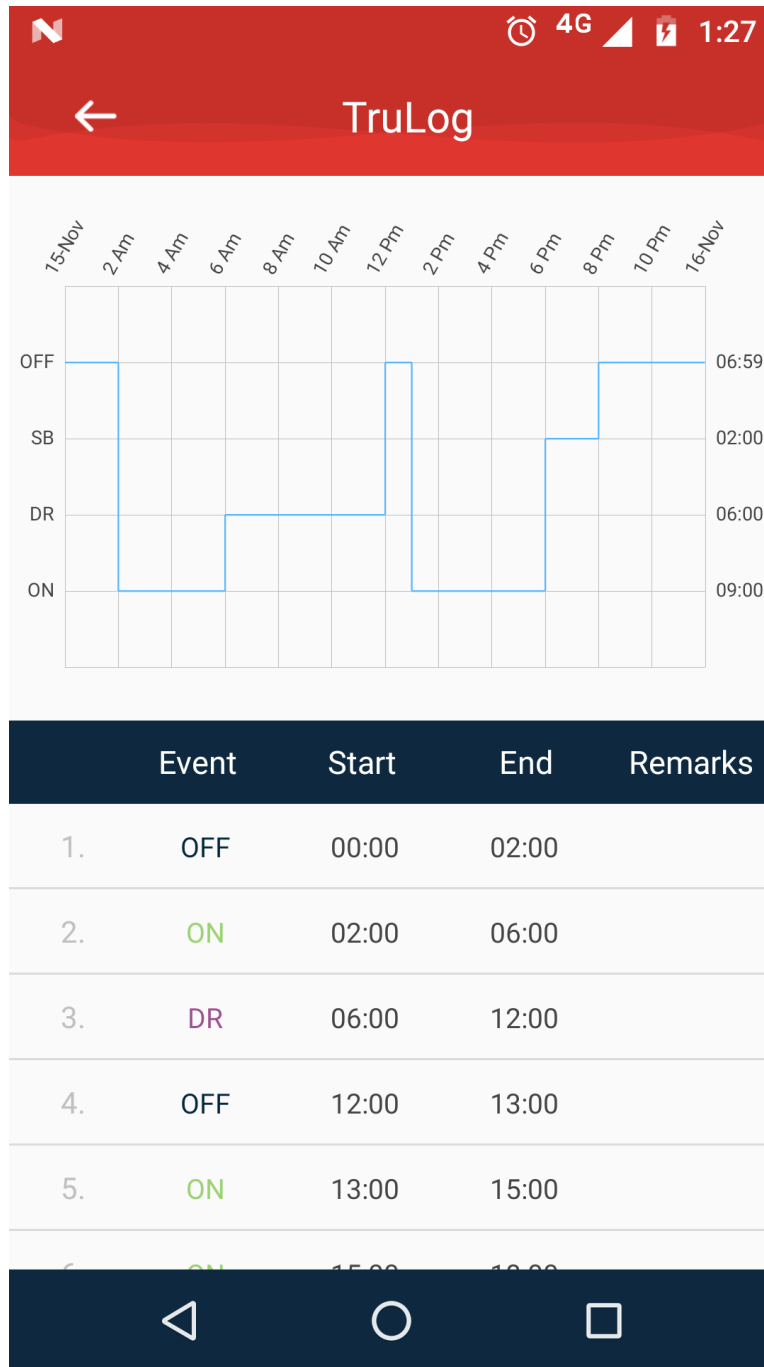 4G 1:27
TruLog
15-Nov 2 Am 4 Am 6 Am 8 Am 10 Am 12 Pm 2 Pm 4 Pm 6 Pm 8 Pm 10 Pm 16-Nov
OFF 06:59
SB 02:00
DR 06:00
ON 09:00
Event Start End Remarks
1. OFF 00:00 02:00
2. ON 02:00 06:00
3. DR 06:00 12:00
4. OFF 12:00 13:00
5. ON 13:00 15:00